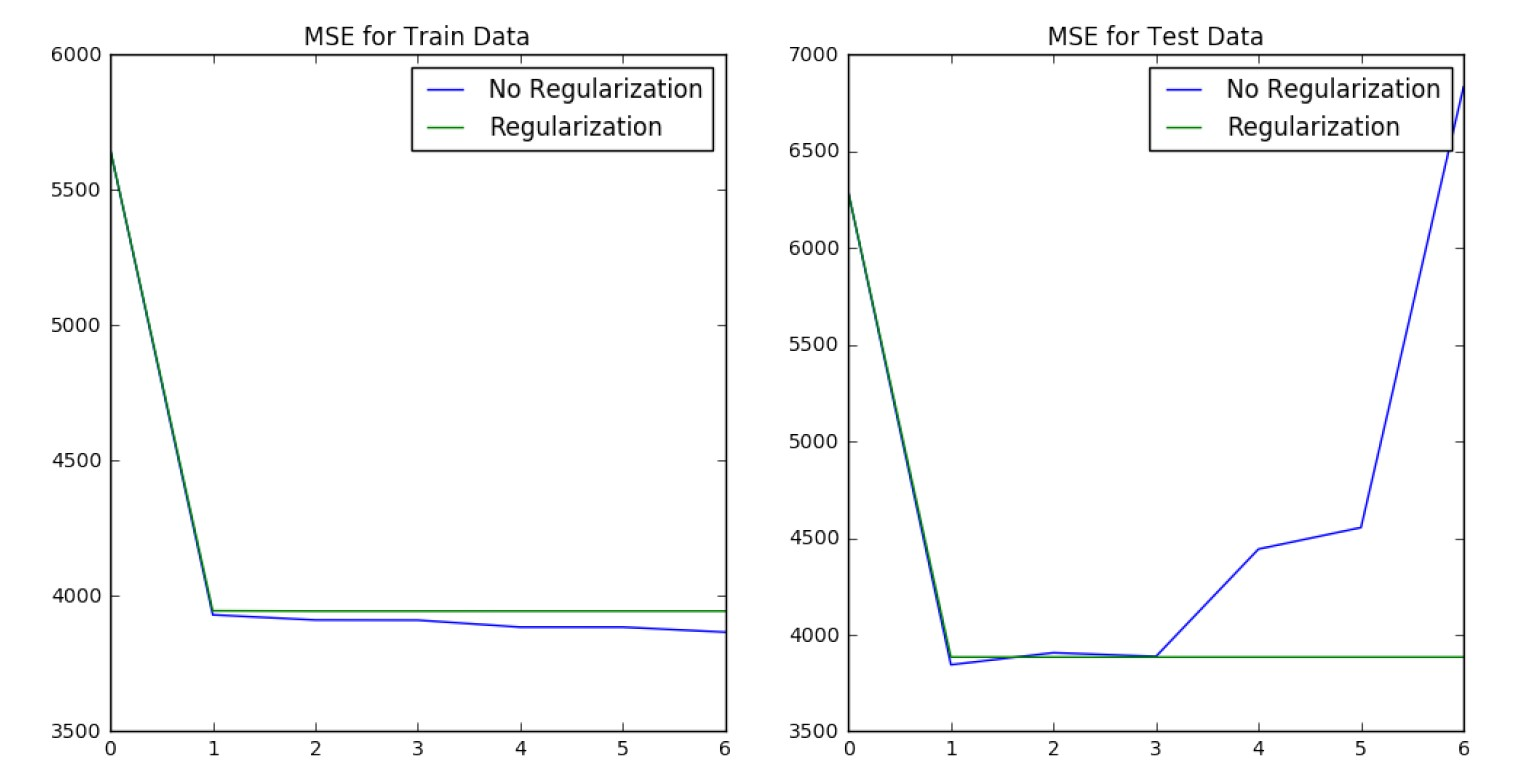 MSE for Train Data
6000
5500
5000
4500
4000
3500
0 1 2 3 4 5 6
No Regularization
Regularization
MSE for Test Data
7000
6500
6000
5500
5000
4500
4000
3500
0 1 2 3 4 5 6
No Regularization
Regularization